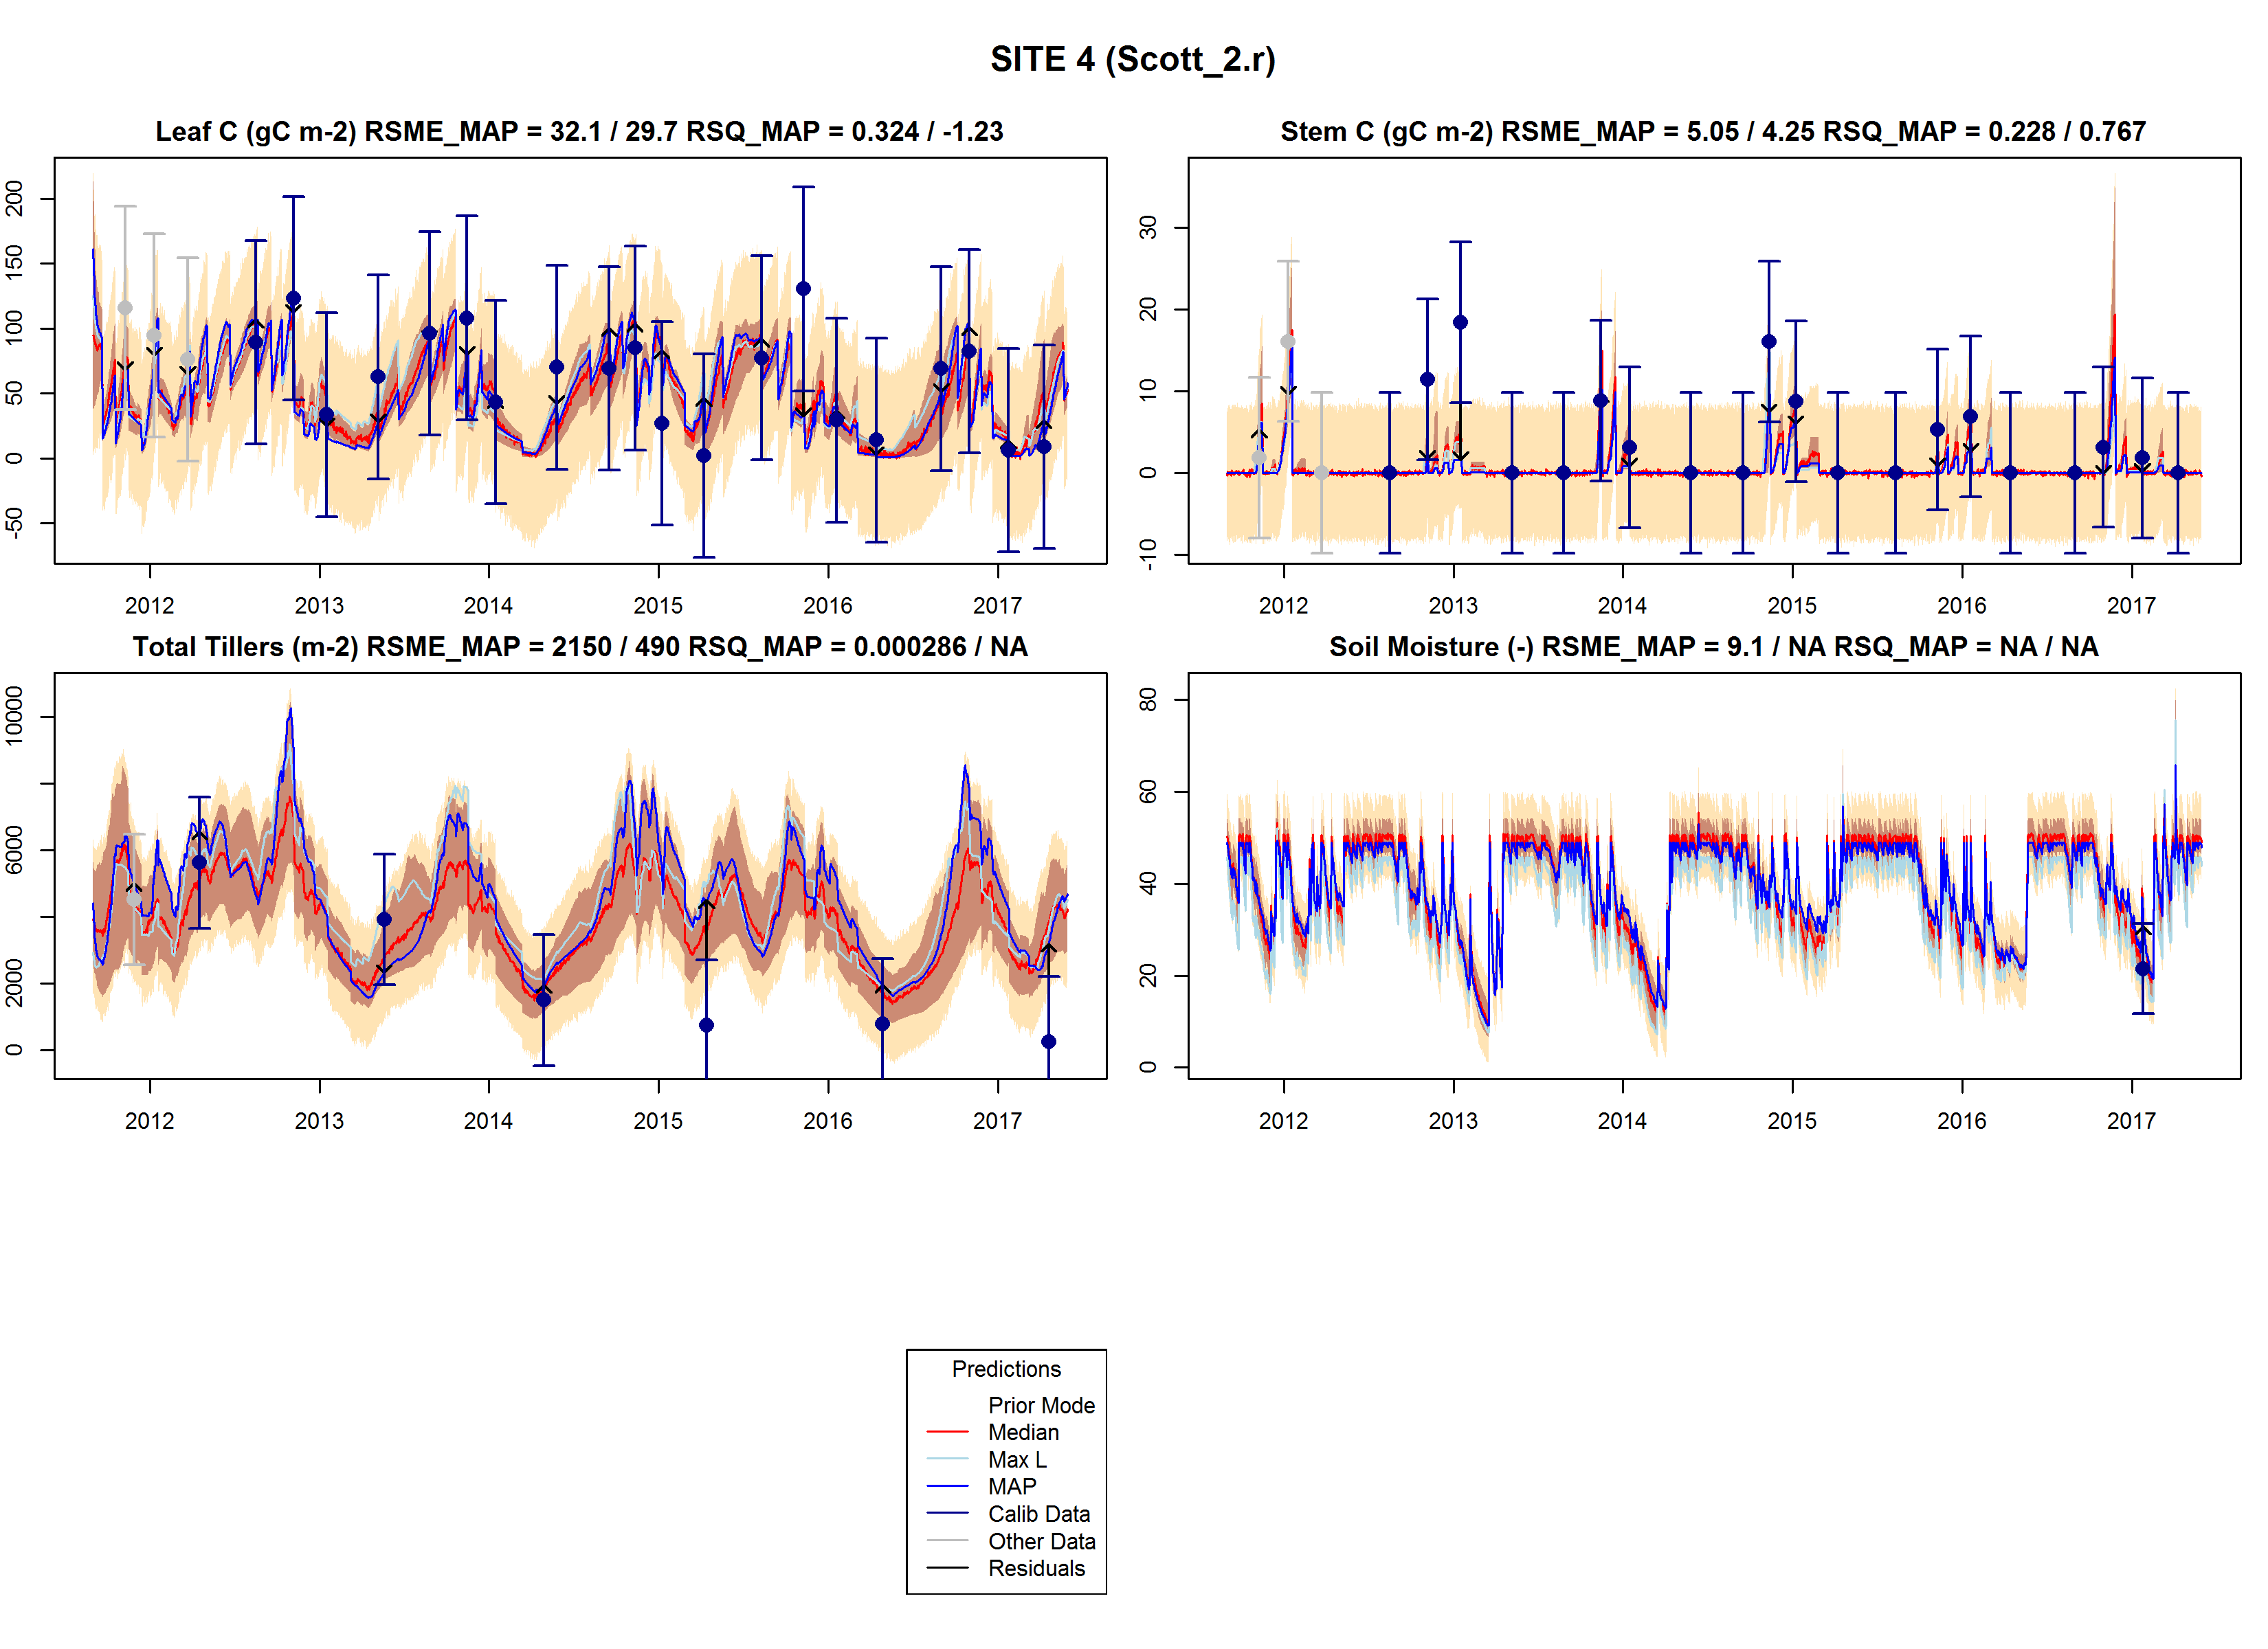 SITE 4 (Scott_2.r)
Leaf C (gC m-2) RSME_MAP = 32.1 / 29.7 RSQ_MAP = 0.324 / -1.23
200
150
100
50
0
-50
2012 2013 2014 2015 2016 2017
Stem C (gC m-2) RSME_MAP = 5.05 / 4.25 RSQ_MAP = 0.228 / 0.767
30
20
10
0
-10
2012 2013 2014 2015 2016 2017
Total Tillers (m-2) RSME_MAP = 2150 / 490 RSQ_MAP = 0.000286 / NA
10000
6000
2000
0
2012 2013 2014 2015 2016 2017
Soil Moisture (-) RSME_MAP = 9.1 / NA RSQ_MAP = NA / NA
80
60
40
20
0
2012 2013 2014 2015 2016 2017
Predictions
Prior Mode
Median
Max L
MAP
Calib Data
Other Data
Residuals